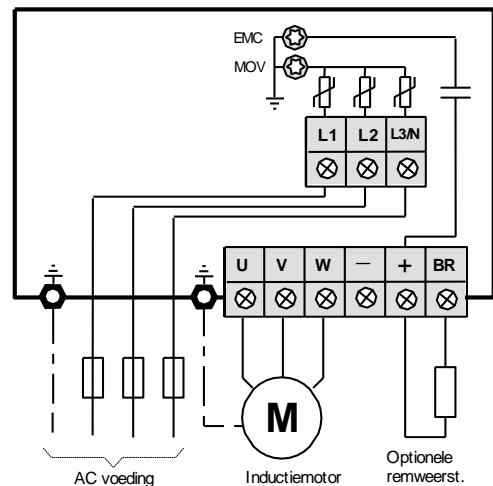 EMC
MOV
L1 L2 L3/N
U V W − + BR
M
AC voeding
Inductiemotor
Optionele
remweerst.